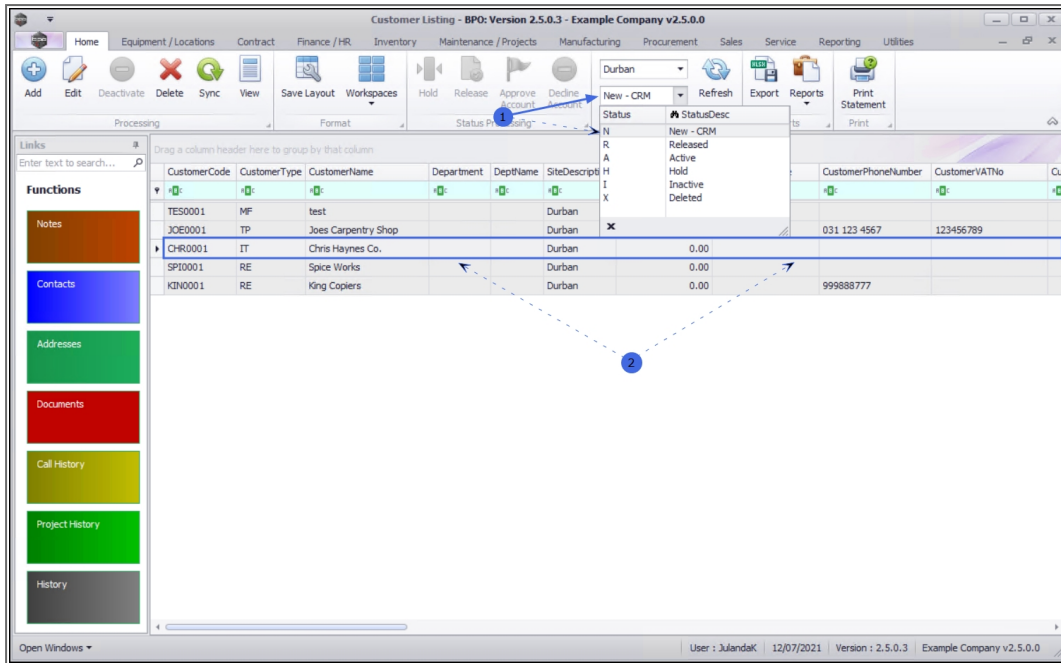 Customer Listing - BPO: Version 2.5.0.3 - Example Company v2.5.0.0
Home Equipment / Locations Contract Finance / HR Inventory Maintenance / Projects Manufacturing Procurement Sales Service Reporting Utilities
Add Edit Deactivate Delete Sync View Save Layout Workspaces Hold Release Approve Account Decline Account Durban New - CRM Refresh Export Reports Print Statement
Processing Format Status Processing Print
1
Status StatusDesc
N New - CRM
R Released
A Active
H Hold
I Inactive
X Deleted
Links
Enter text to search...
Drag a column header here to group by that column
CustomerCode CustomerType CustomerName Department DeptName CustomerPhoneNumber CustomerVATNo
Functions
TES0001 MF test Durban
JOE0001 TP Joes Carpentry Shop Durban 031 123 4567 123456789
CHR0001 IT Chris Haynes Co. Durban 0.00
SPI0001 RE Spice Works Durban 0.00
KIN0001 RE King Copiers Durban 0.00 999888777
2
Notes
Contacts
Addresses
Documents
Call History
Project History
History
Open Windows User : JulandaK 12/07/2021 Version : 2.5.0.3 Example Company v2.5.0.0